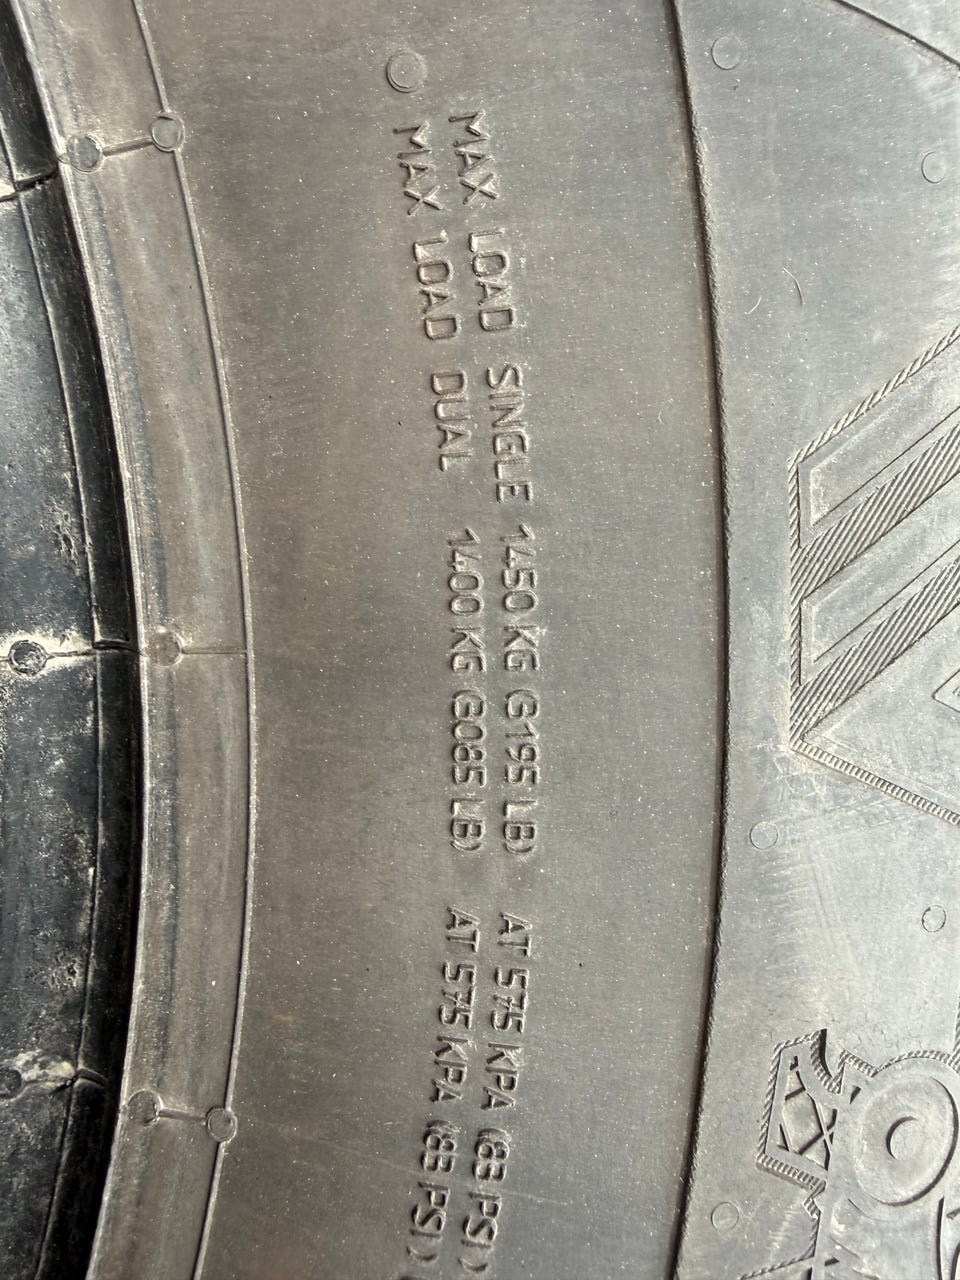 MAX LOAD SINGLE 1450 KG (3195 LB) AT 575 KPA (83 PSI)
MAX LOAD DUAL 1400 KG (3085 LB) AT 575 KPA (83 PSI)